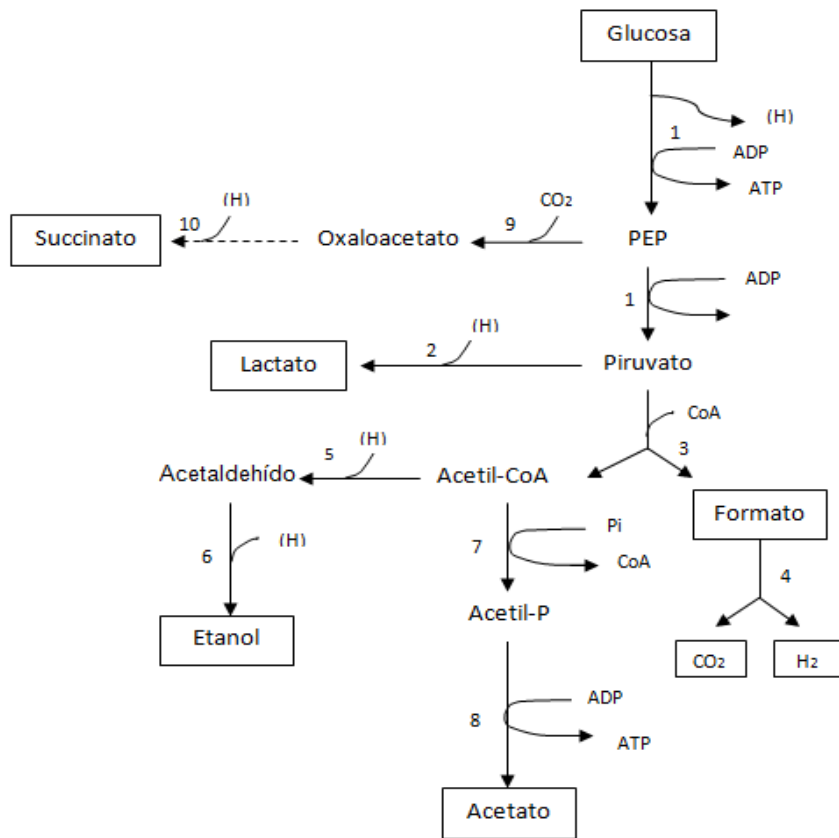 Glucosa
(H)
1
ADP
ATP
(H)
CO2
10
9
Succinato
Oxaloacetato
PEP
ADP
1
(H)
2
Lactato
Piruvato
CoA
3
(H)
5
Acetaldehído
Acetil-CoA
Formato
Pi
(H)
7
6
CoA
4
Acetil-P
Etanol
CO2
H2
ADP
8
ATP
Acetato